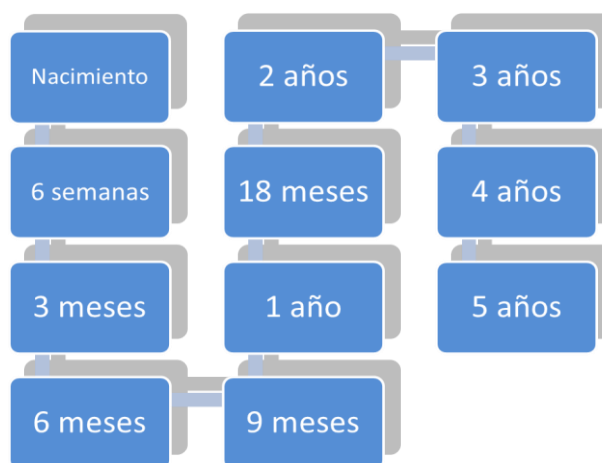 Nacimiento
6 semanas
3 meses
6 meses
9 meses
1 año
18 meses
2 años
3 años
4 años
5 años